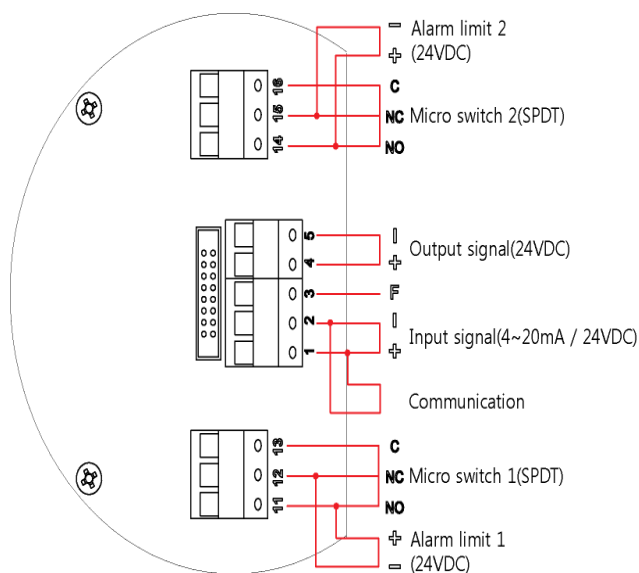 − Alarm limit 2
+ (24VDC)
16 C
15 NC Micro switch 2(SPDT)
14 NO
5 −
Output signal(24VDC)
4 +
3 F
2 −
Input signal(4~20mA / 24VDC)
1 +
Communication
13 C
12 NC Micro switch 1(SPDT)
11 NO
+ Alarm limit 1
− (24VDC)